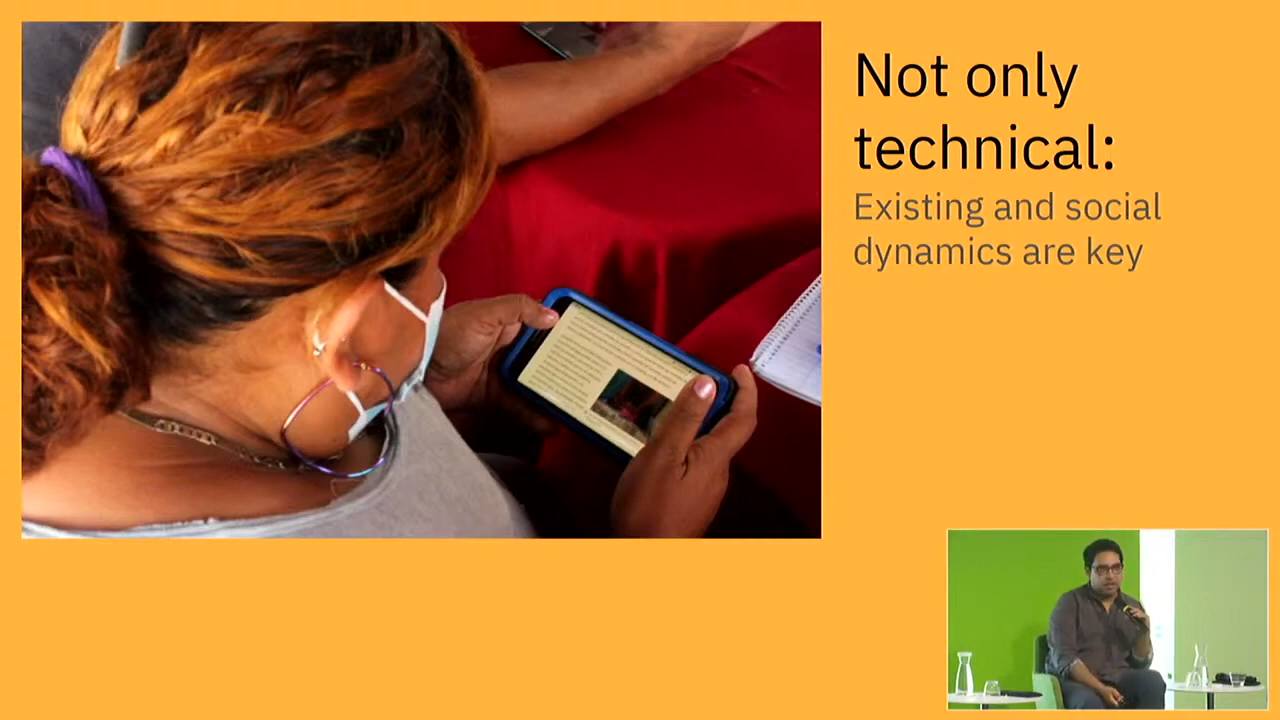 Not only
technical:
Existing and social
dynamics are key